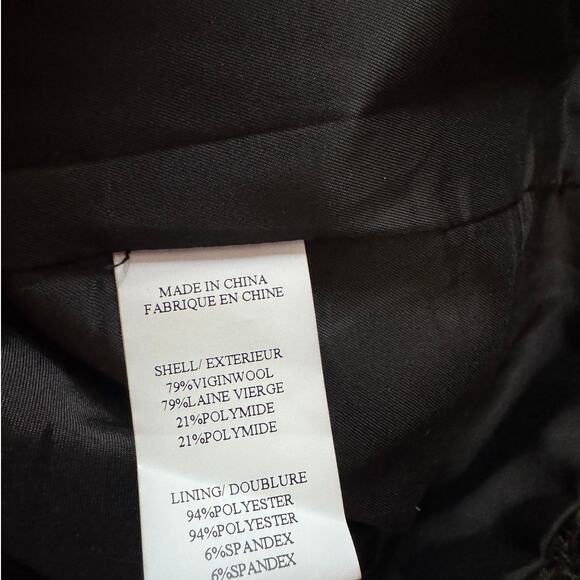 MADE IN CHINA
FABRIQUE EN CHINE
SHELL/ EXTERIEUR
79%VIGINWOOL
79%LAINE VIERGE
21%POLYMIDE
21%POLYMIDE
LINING/ DOUBLURE
94%POLYESTER
94%POLYESTER
6%SPANDEX
6%SPANDEX